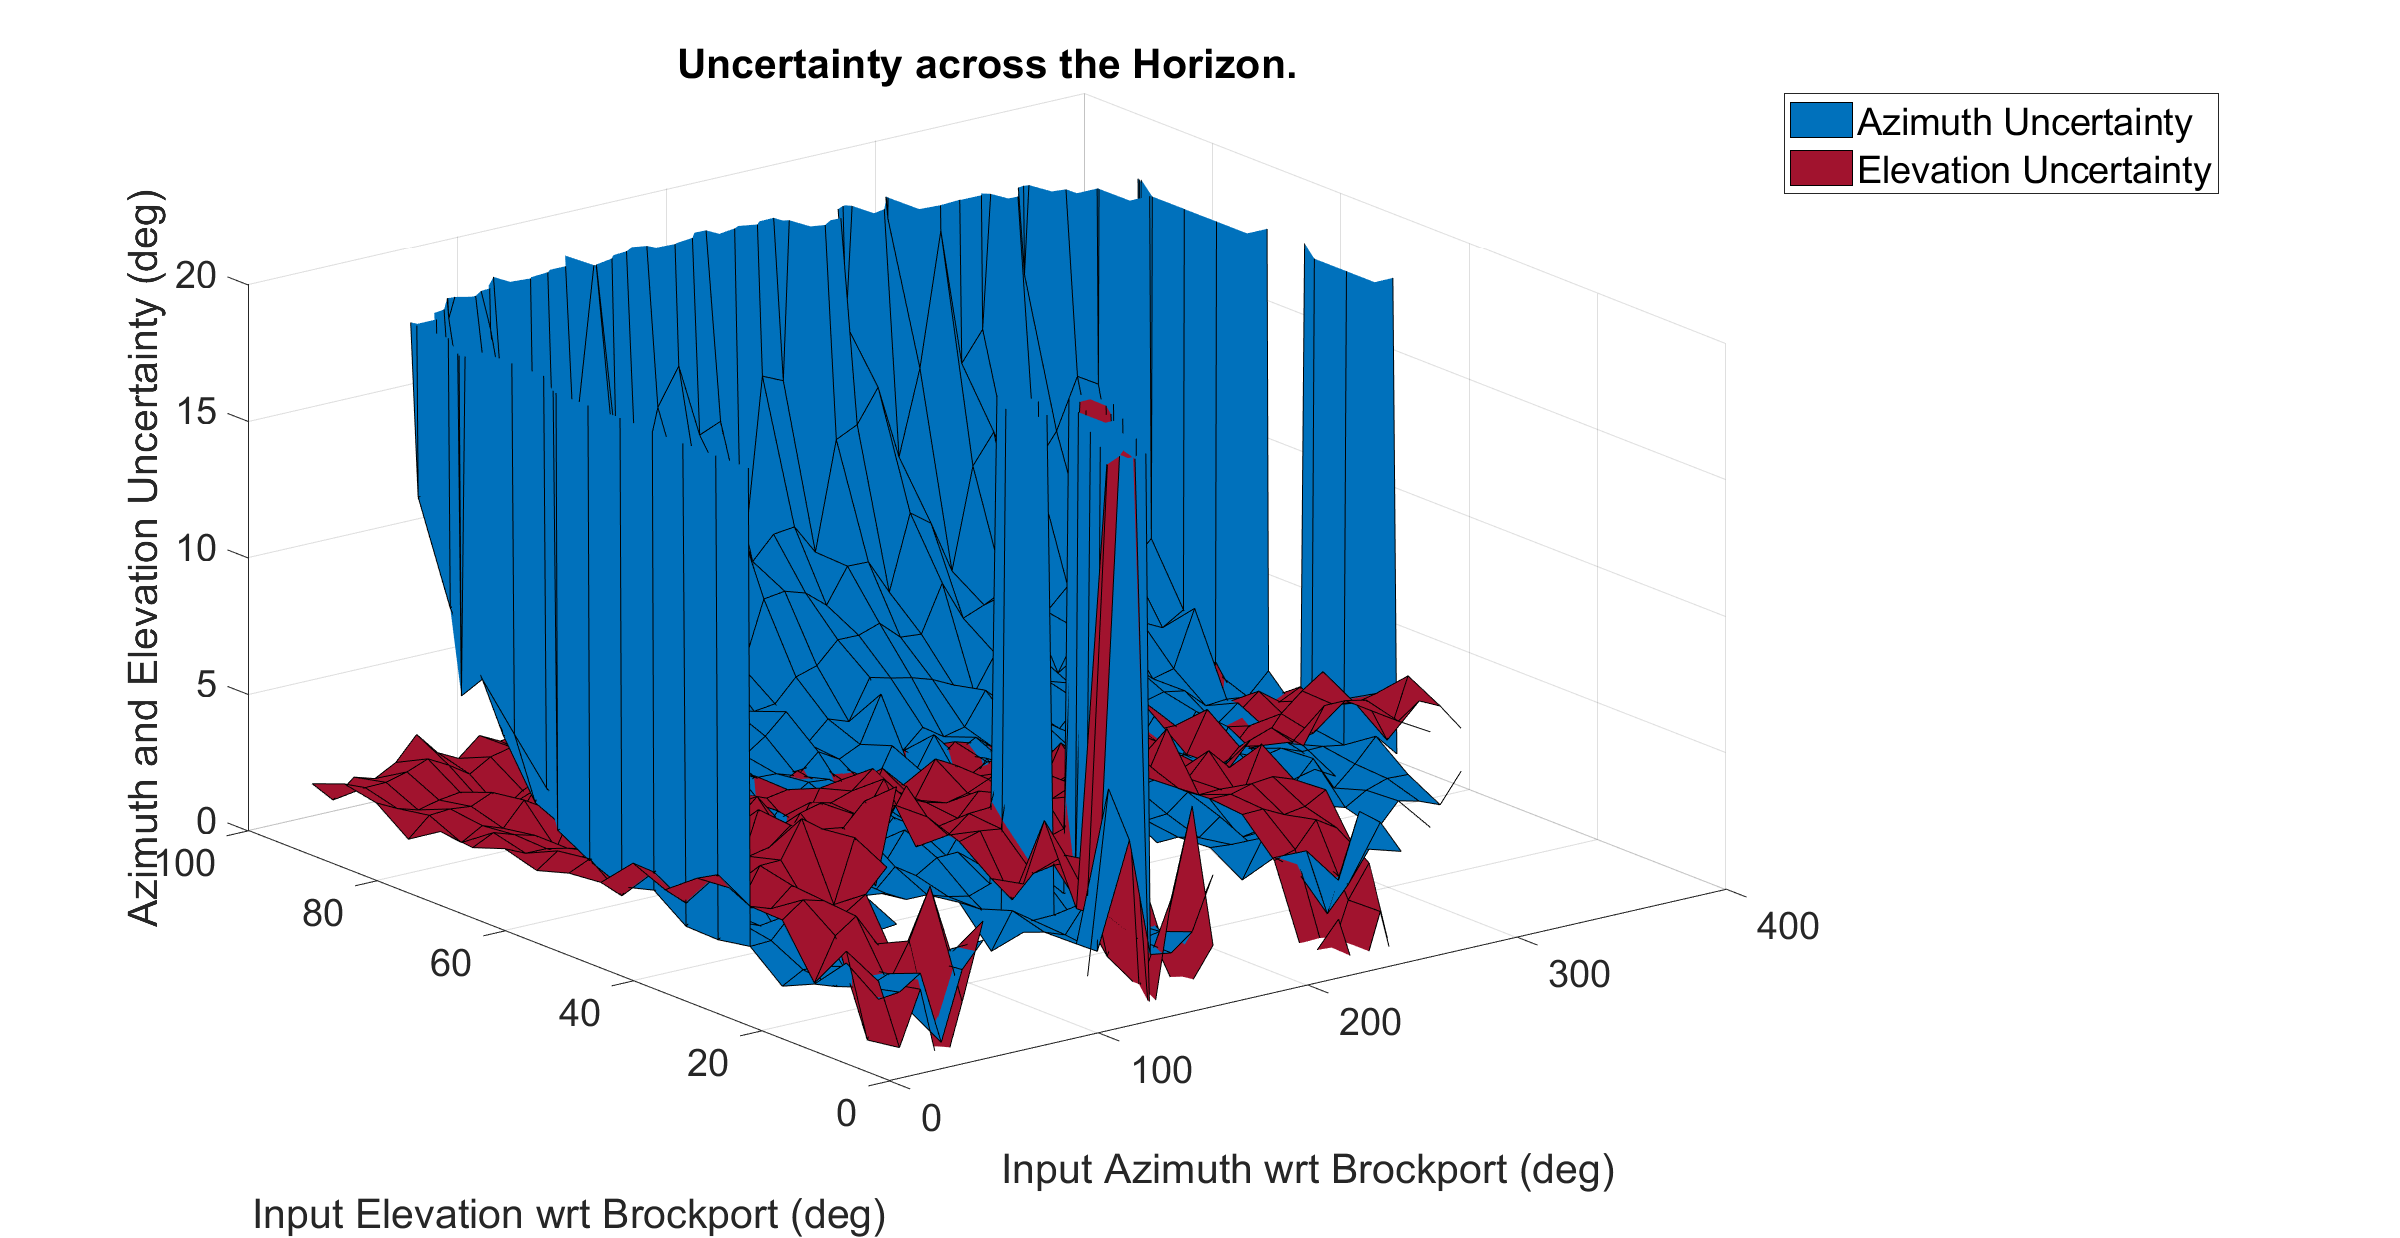 Uncertainty across the Horizon.
Azimuth Uncertainty
Elevation Uncertainty
Azimuth and Elevation Uncertainty (deg)
20
15
10
5
0
100
80
60
40
20
0
0
100
200
300
400
Input Azimuth wrt Brockport (deg)
Input Elevation wrt Brockport (deg)